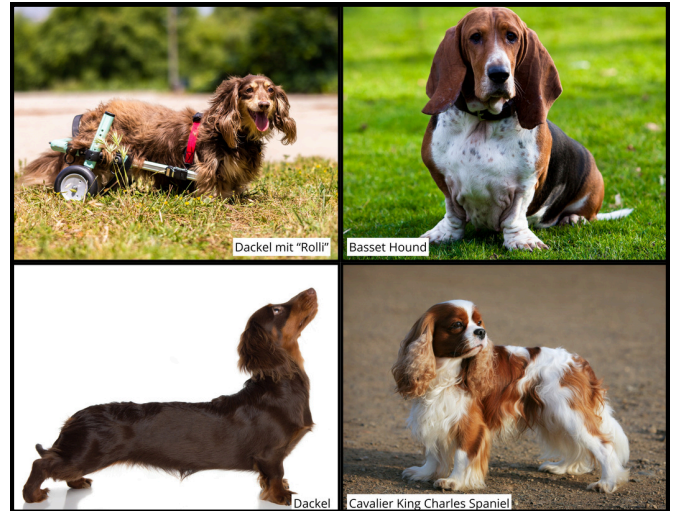 Dackel mit “Rolli”
Basset Hound
Dackel
Cavalier King Charles Spaniel